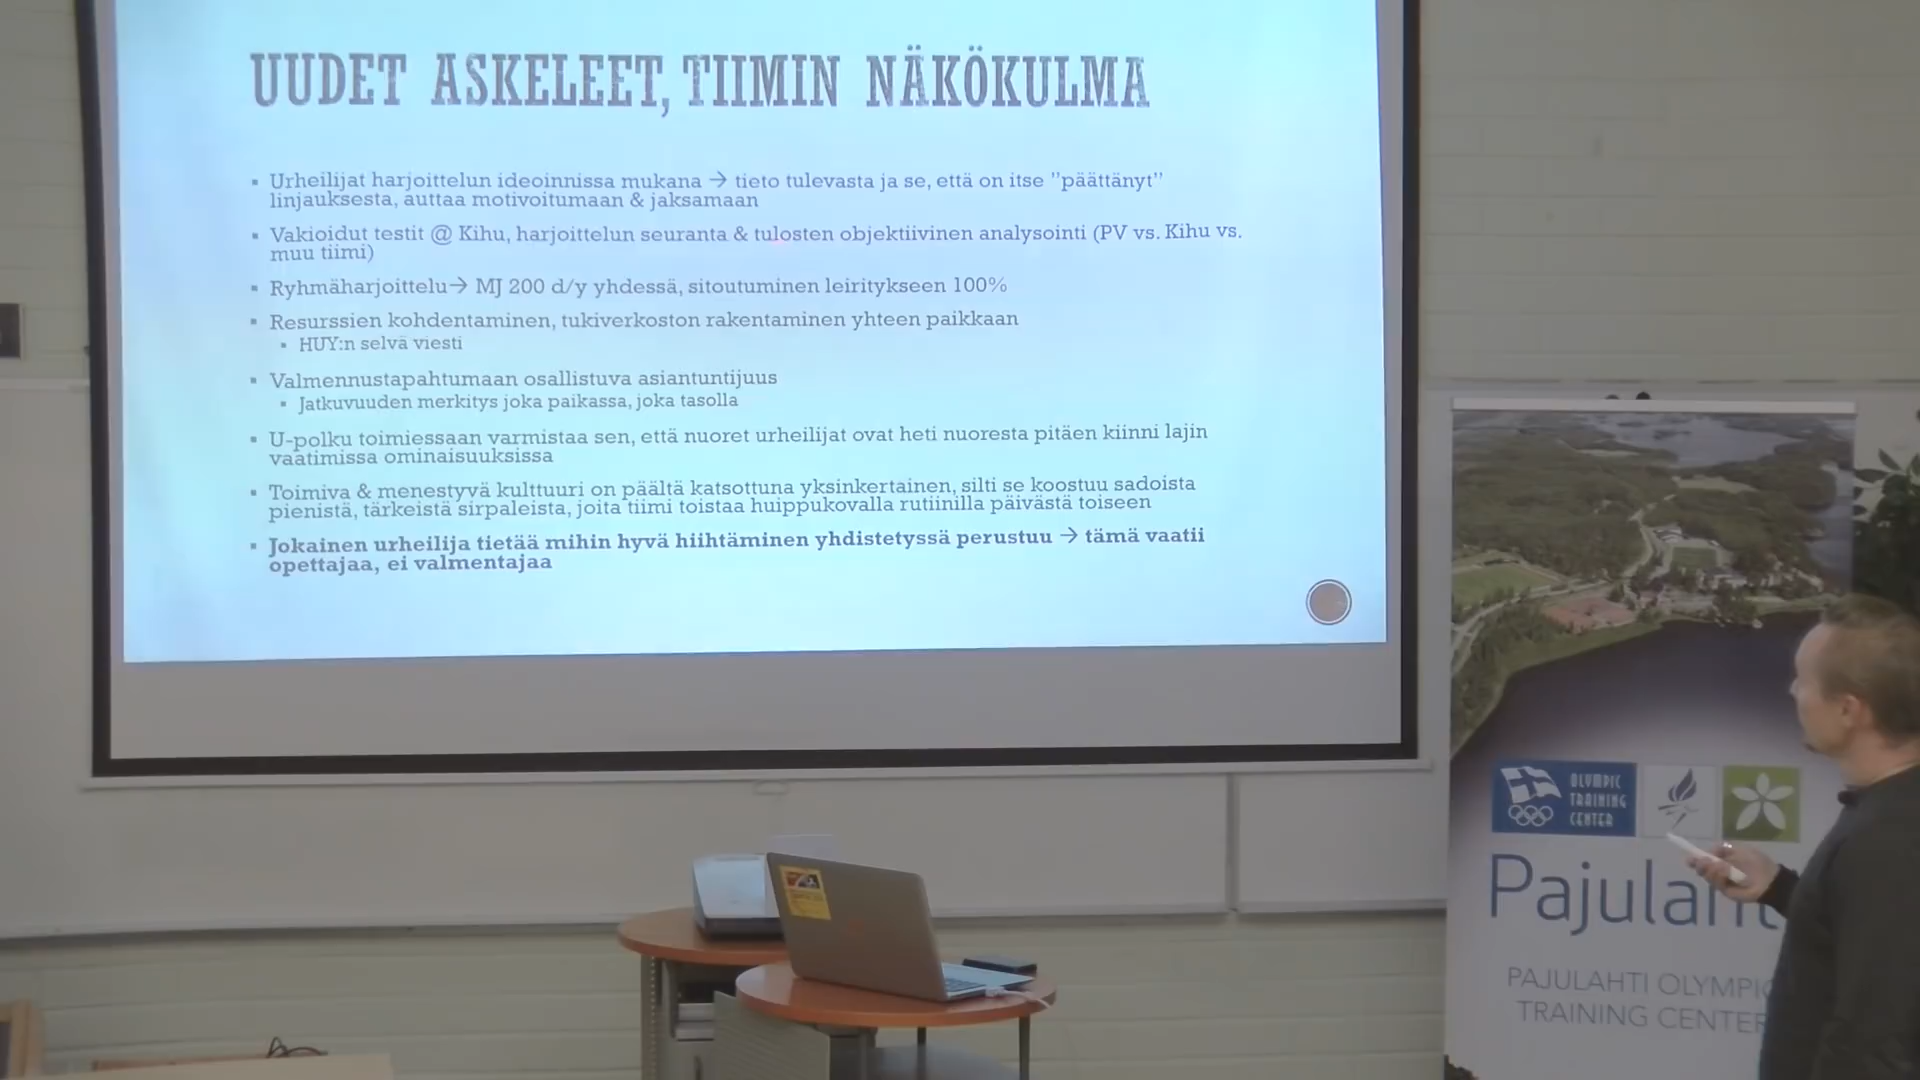 UUDET ASKELEET, TIIMIN NÄKÖKULMA
Urheilijat harjoittelun ideoinnissa mukana → tieto tulevasta ja se, että on itse ”päättänyt”
linjauksesta, auttaa motivoitumaan & jaksamaan
Vakioidut testit @ Kihu, harjoittelun seuranta & tulosten objektiivinen analysointi (PV vs. Kihu vs.
muu tiimi)
Ryhmäharjoittelu→ MJ 200 d/y yhdessä, sitoutuminen leiritykseen 100%
Resurssien kohdentaminen, tukiverkoston rakentaminen yhteen paikkaan
HUY:n selvä viesti
Valmennustapahtumaan osallistuva asiantuntijuus
Jatkuvuuden merkitys joka paikassa, joka tasolla
U-polku toimiessaan varmistaa sen, että nuoret urheilijat ovat heti nuoresta pitäen kiinni lajin
vaatimissa ominaisuuksissa
Toimiva & menestyvä kulttuuri on päältä katsottuna yksinkertainen, silti se koostuu sadoista
pienistä, tärkeistä sirpaleista, joita tiimi toistaa huippukovalla rutiinilla päivästä toiseen
Jokainen urheilija tietää mihin hyvä hiihtäminen yhdistetyssä perustuu → tämä vaatii
opettajaa, ei valmentajaa
OLYMPIC
TRAINING
CENTER
Pajulaht
PAJULAHTI OLYMPIC
TRAINING CENTER